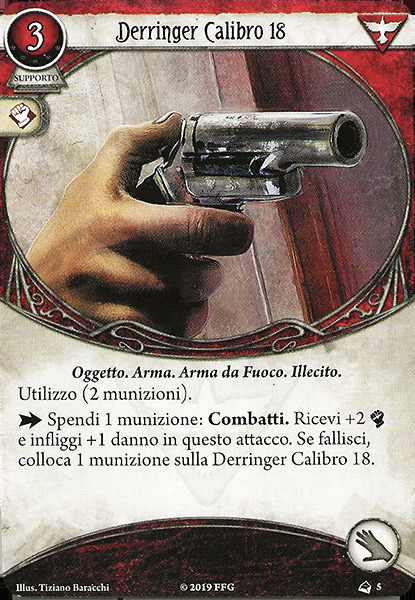 3
Derringer Calibro 18
SUPPORTO
Oggetto. Arma. Arma da Fuoco. Illecito.
Utilizzo (2 munizioni).
Spendi 1 munizione: Combatti. Ricevi +2
e infliggi +1 danno in questo attacco. Se fallisci,
colloca 1 munizione sulla Derringer Calibro 18.
Illus. Tiziano Baracchi
© 2019 FFG
5